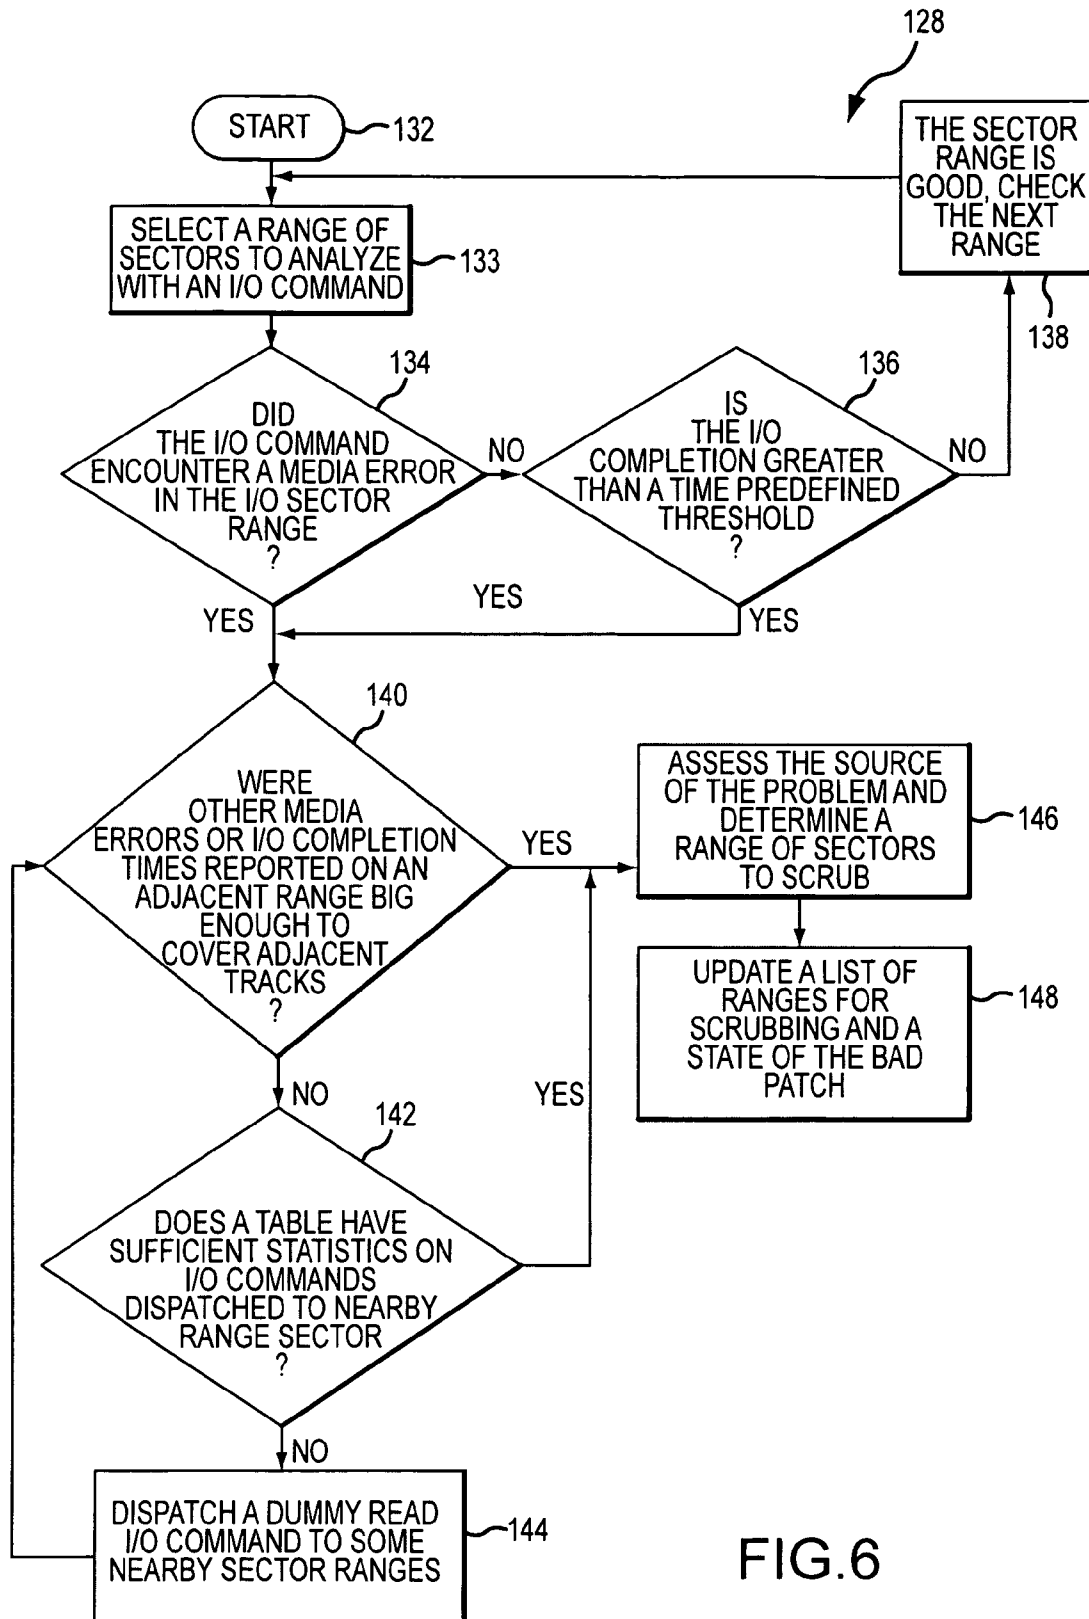 128
START
132
THE SECTOR
RANGE IS
GOOD, CHECK
THE NEXT
RANGE
138
SELECT A RANGE OF
SECTORS TO ANALYZE
WITH AN I/O COMMAND
133
134
DID
THE I/O COMMAND
ENCOUNTER A MEDIA ERROR
IN THE I/O SECTOR
RANGE
?
NO
136
IS
THE I/O
COMPLETION GREATER
THAN A TIME PREDEFINED
THRESHOLD
?
NO
YES
YES
YES
140
WERE
OTHER MEDIA
ERRORS OR I/O COMPLETION
TIMES REPORTED ON AN
ADJACENT RANGE BIG
ENOUGH TO
COVER ADJACENT
TRACKS
?
YES
ASSESS THE SOURCE
OF THE PROBLEM AND
DETERMINE A
RANGE OF SECTORS
TO SCRUB
146
UPDATE A LIST OF
RANGES FOR
SCRUBBING AND A
STATE OF THE BAD
PATCH
148
NO
YES
142
DOES A TABLE HAVE
SUFFICIENT STATISTICS ON
I/O COMMANDS
DISPATCHED TO NEARBY
RANGE SECTOR
?
NO
DISPATCH A DUMMY READ
I/O COMMAND TO SOME
NEARBY SECTOR RANGES
144
FIG.6